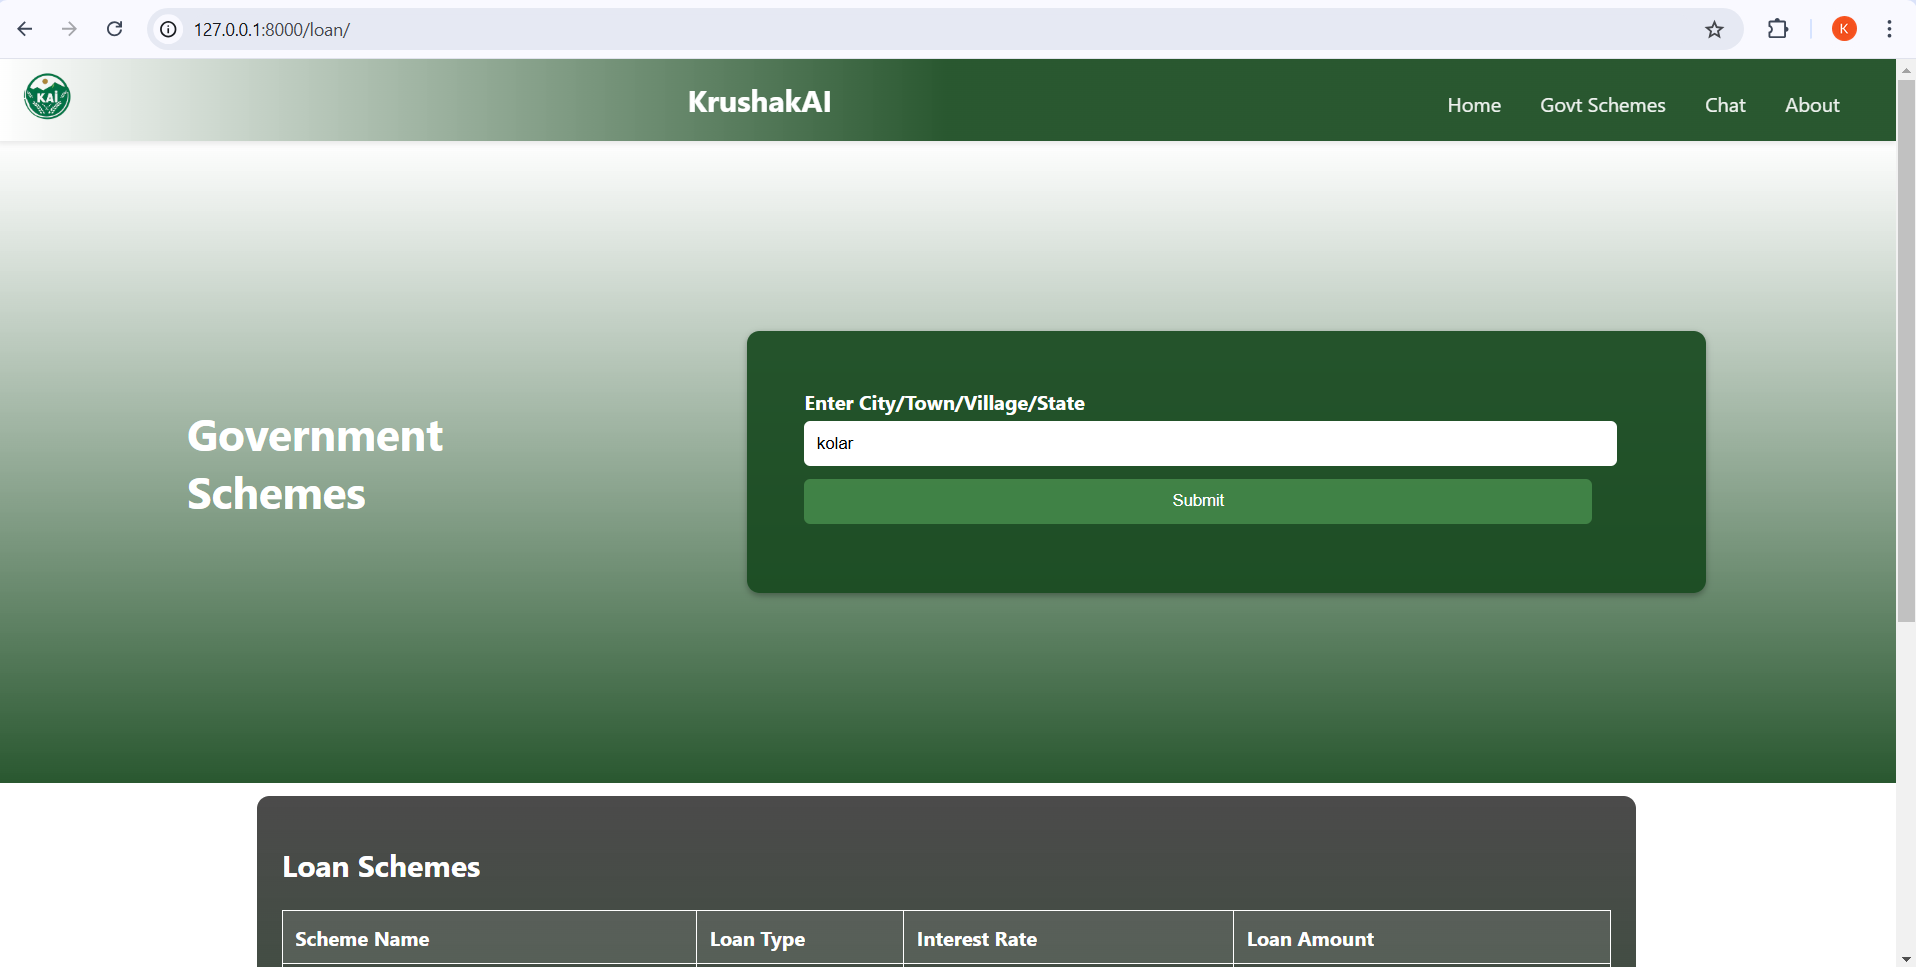 127.0.0.1:8000/loan/
K
KAI
KrushakAI
Home Govt Schemes Chat About
Government
Schemes
Enter City/Town/Village/State
kolar
Submit
Loan Schemes
Scheme Name Loan Type Interest Rate Loan Amount